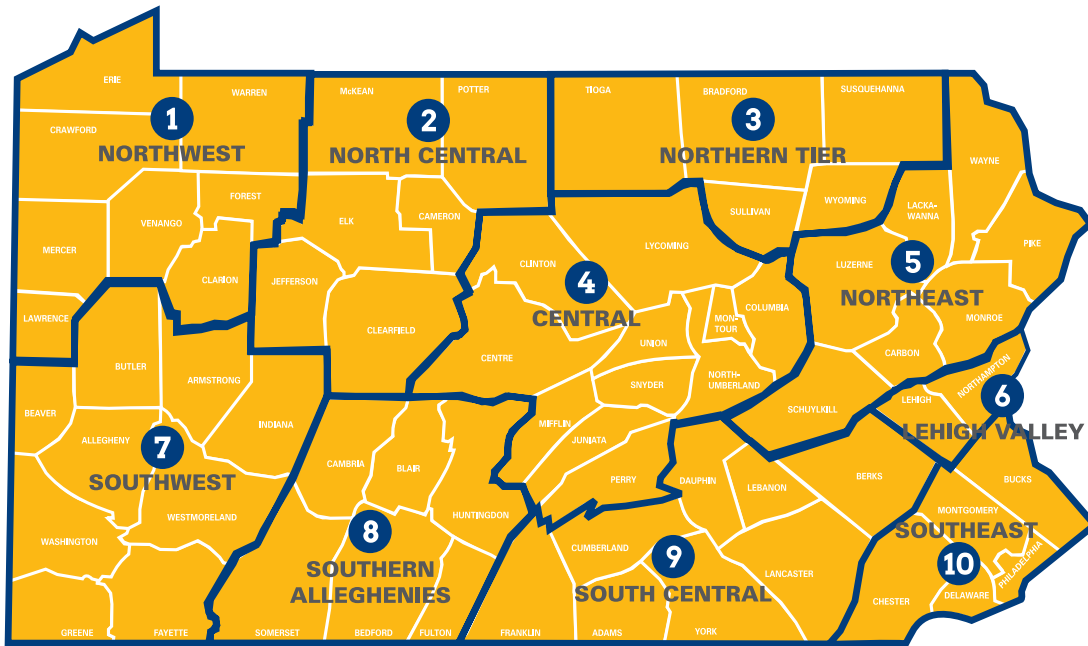 ERIE
WARREN
McKEAN
POTTER
TIOGA
BRADFORD
SUSQUEHANNA
CRAWFORD
1
NORTHWEST
2
NORTH CENTRAL
3
NORTHERN TIER
WAYNE
VENANGO
FOREST
ELK
CAMERON
SULLIVAN
WYOMING
LACKA-
WANNA
PIKE
MERCER
CLARION
JEFFERSON
CLINTON
LYCOMING
LUZERNE
5
NORTHEAST
4
CENTRAL
LAWRENCE
CLEARFIELD
CENTRE
UNION
MON-
TOUR
COLUMBIA
MONROE
CARBON
BUTLER
ARMSTRONG
SNYDER
NORTH-
UMBERLAND
SCHUYLKILL
LEHIGH
NORTHAMPTON
6
LEHIGH VALLEY
BEAVER
ALLEGHENY
INDIANA
7
SOUTHWEST
CAMBRIA
BLAIR
MIFFLIN
JUNIATA
PERRY
DAUPHIN
LEBANON
BERKS
BUCKS
WESTMORELAND
WASHINGTON
HUNTINGDON
8
SOUTHERN
ALLEGHENIES
CUMBERLAND
9
SOUTH CENTRAL
LANCASTER
MONTGOMERY
SOUTHEAST
10
PHILADELPHIA
CHESTER
DELAWARE
GREENE
FAYETTE
SOMERSET
BEDFORD
FULTON
FRANKLIN
ADAMS
YORK